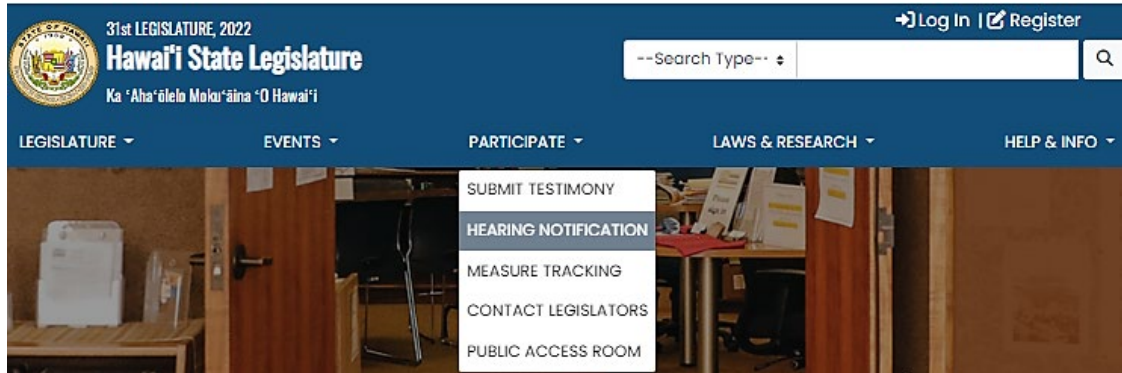 31st LEGISLATURE, 2022
Hawai‘i State Legislature
Ka ‘Aha‘ōlelo Moku‘āina ‘O Hawai‘i
Log In | Register
--Search Type--
LEGISLATURE
EVENTS
PARTICIPATE
LAWS & RESEARCH
HELP & INFO
SUBMIT TESTIMONY
HEARING NOTIFICATION
MEASURE TRACKING
CONTACT LEGISLATORS
PUBLIC ACCESS ROOM